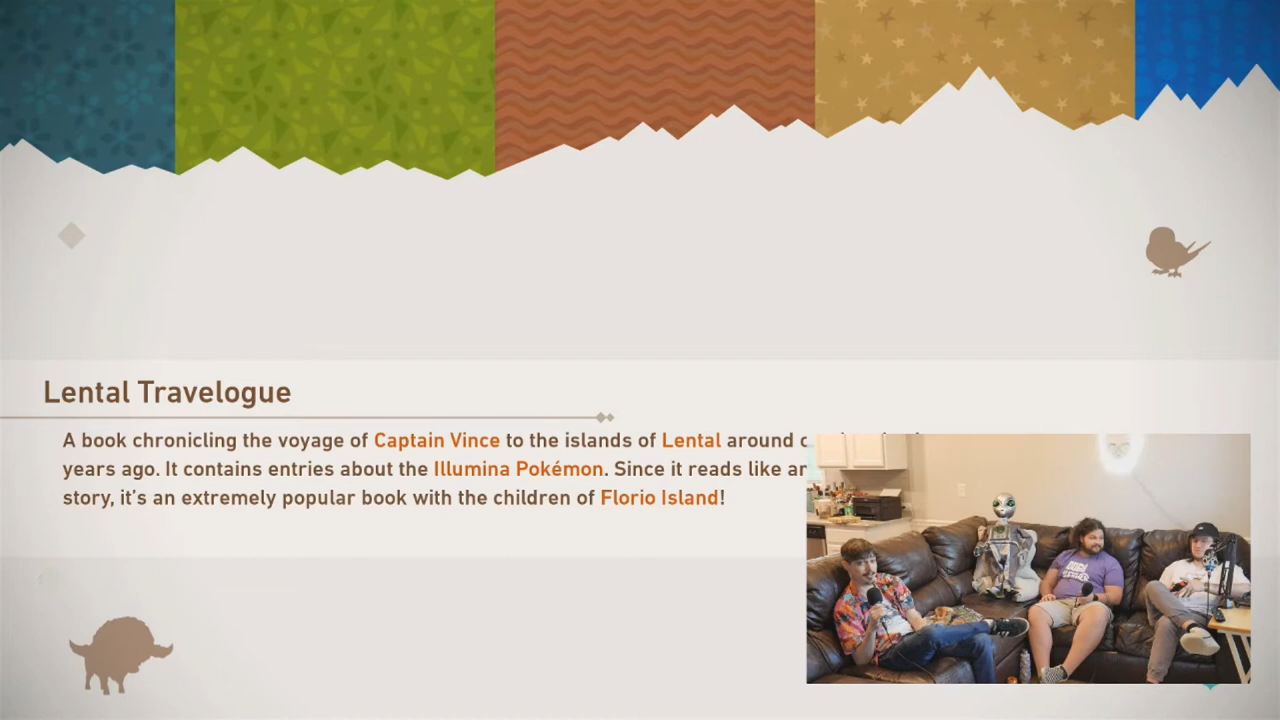 Lental Travelogue
A book chronicling the voyage of Captain Vince to the islands of Lental around
years ago. It contains entries about the Illumina Pokémon. Since it reads like
story, it's an extremely popular book with the children of Florio Island!